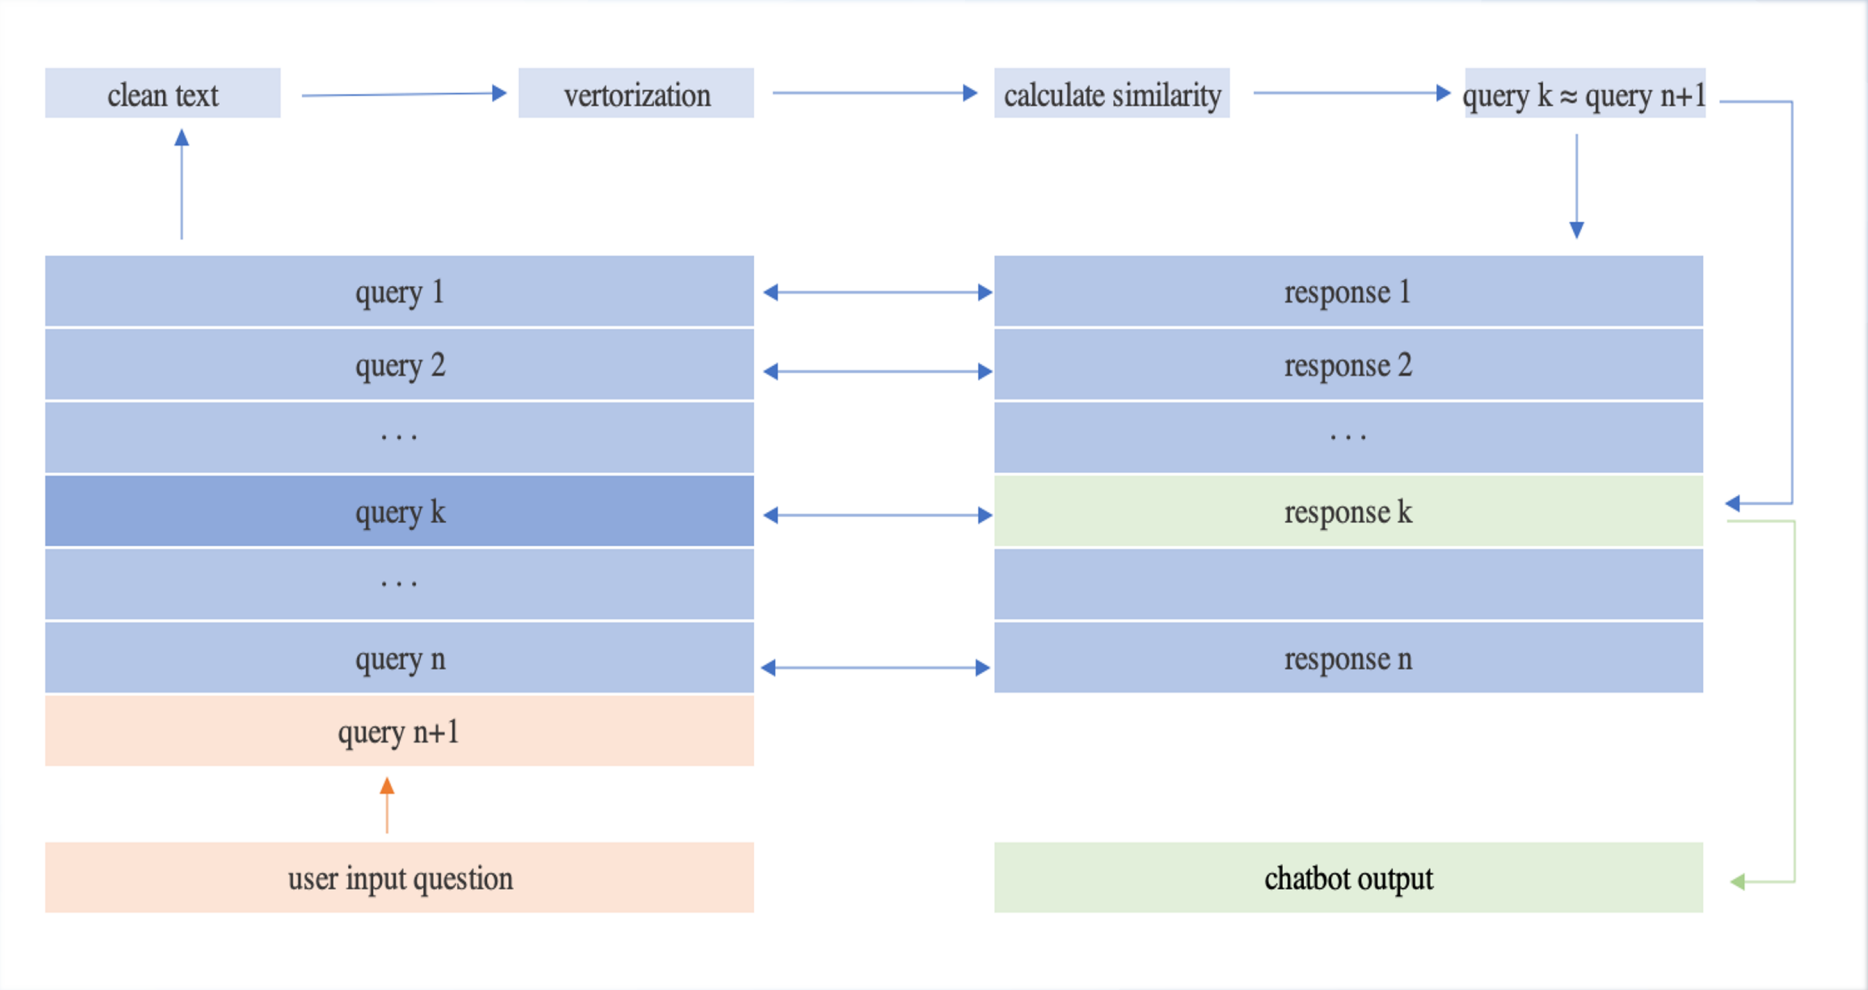 clean text
vertorization
calculate similarity
query k ≈ query n+1
query 1
response 1
query 2
response 2
. . .
. . .
query k
response k
. . .
query n
response n
query n+1
user input question
chatbot output